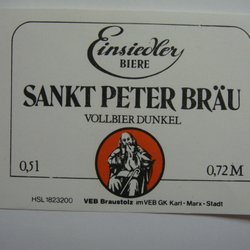 Einsiedler
BIERE
SANKT PETER BRÄU
VOLLBIER DUNKEL
0,5 l 0,72 M
HSL 1823200 VEB Braustolz im VEB GK Karl-Marx-Stadt